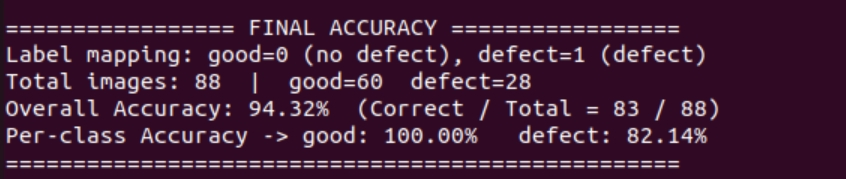 ================= FINAL ACCURACY =================
Label mapping: good=0 (no defect), defect=1 (defect)
Total images: 88  |  good=60  defect=28
Overall Accuracy: 94.32%  (Correct / Total = 83 / 88)
Per-class Accuracy -> good: 100.00%   defect: 82.14%
==================================================